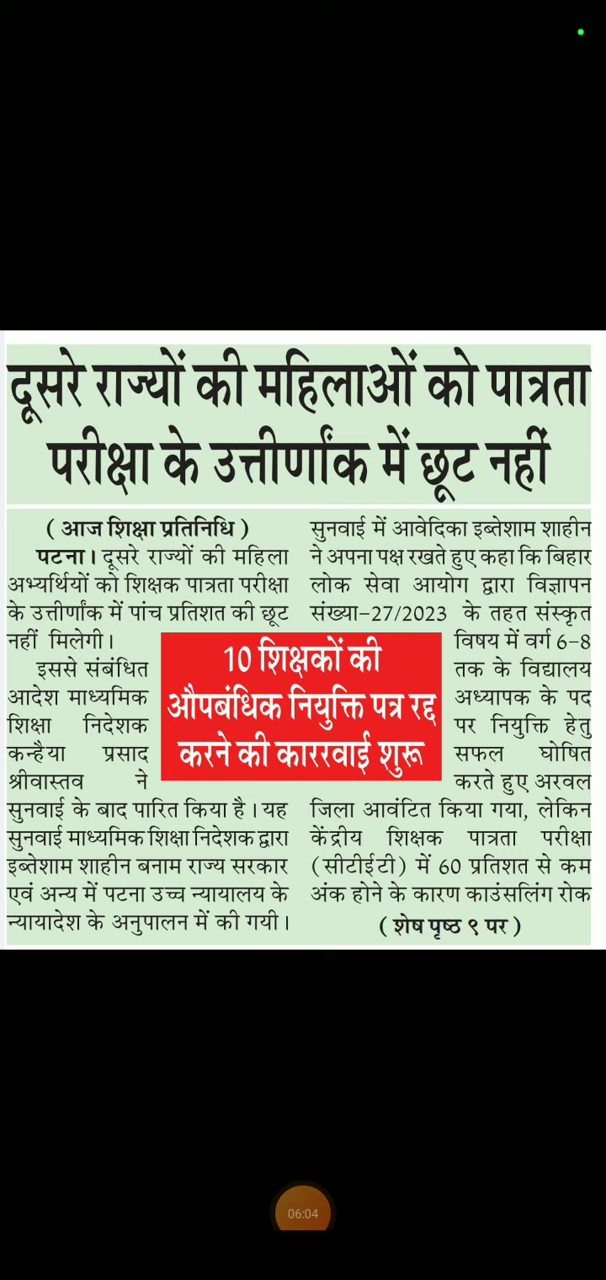 दूसरे राज्यों की महिलाओं को पात्रता
परीक्षा के उत्तीर्णांक में छूट नहीं
( आज शिक्षा प्रतिनिधि )
पटना। दूसरे राज्यों की महिला
अभ्यर्थियों को शिक्षक पात्रता परीक्षा
के उत्तीर्णांक में पांच प्रतिशत की छूट
नहीं मिलेगी।
इससे संबंधित
आदेश माध्यमिक
शिक्षा निदेशक
कन्हैया प्रसाद
श्रीवास्तव ने
सुनवाई के बाद पारित किया है। यह
सुनवाई माध्यमिक शिक्षा निदेशक द्वारा
इब्तेशाम शाहीन बनाम राज्य सरकार
एवं अन्य में पटना उच्च न्यायालय के
न्यायादेश के अनुपालन में की गयी।
10 शिक्षकों की
औपबंधिक नियुक्ति पत्र रद्द
करने की काररवाई शुरू
सुनवाई में आवेदिका इब्तेशाम शाहीन
ने अपना पक्ष रखते हुए कहा कि बिहार
लोक सेवा आयोग द्वारा विज्ञापन
संख्या-27/2023 के तहत संस्कृत
विषय में वर्ग 6-8
तक के विद्यालय
अध्यापक के पद
पर नियुक्ति हेतु
सफल घोषित
करते हुए अरवल
जिला आवंटित किया गया, लेकिन
केंद्रीय शिक्षक पात्रता परीक्षा
(सीटीईटी) में 60 प्रतिशत से कम
अंक होने के कारण काउंसलिंग रोक
( शेष पृष्ठ ९ पर )
06:04